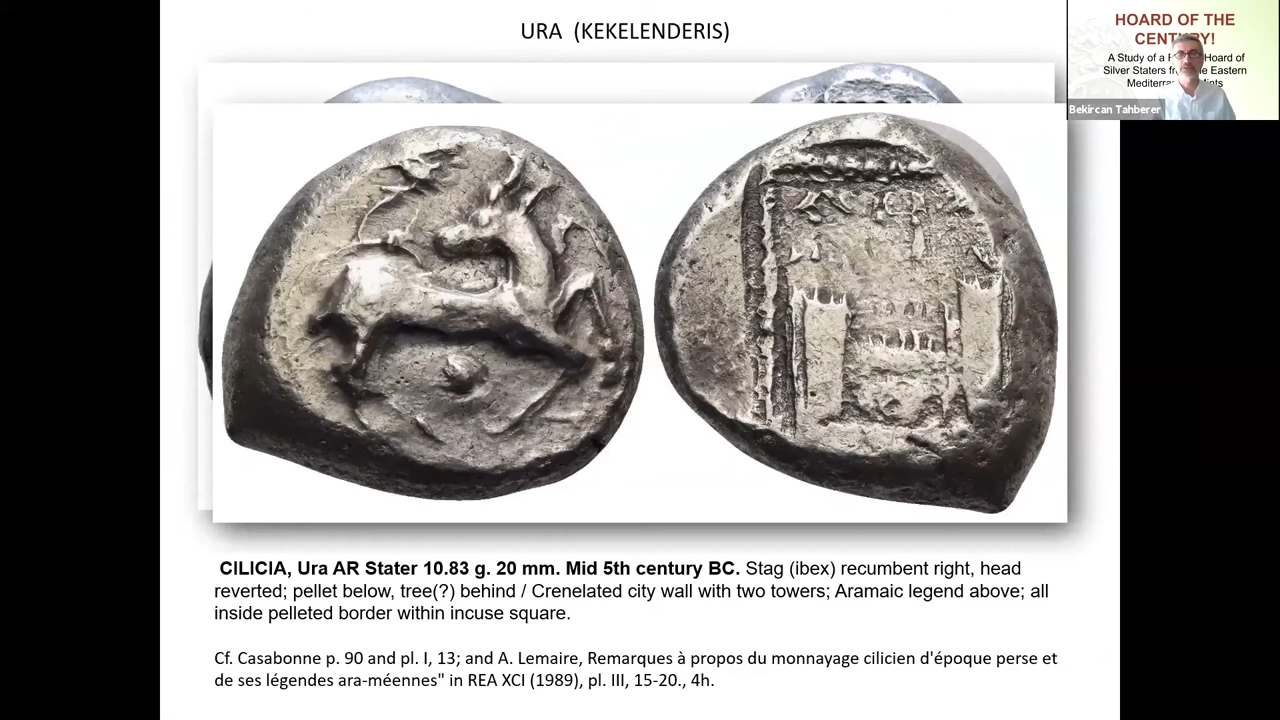 URA (KEKELENDERIS)
HOARD OF THE
CENTURY!
A Study of a Hoard of
Silver Staters Eastern
Bekircan Tahberer
CILICIA, Ura AR Stater 10.83 g. 20 mm. Mid 5th century BC. Stag (ibex) recumbent right, head
reverted; pellet below, tree(?) behind / Crenelated city wall with two towers; Aramaic legend above; all
inside pelleted border within incuse square.
Cf. Casabonne p. 90 and pl. I, 13; and A. Lemaire, Remarques à propos du monnayage cilicien d'époque perse et
de ses légendes ara-méennes" in REA XCI (1989), pl. III, 15-20., 4h.